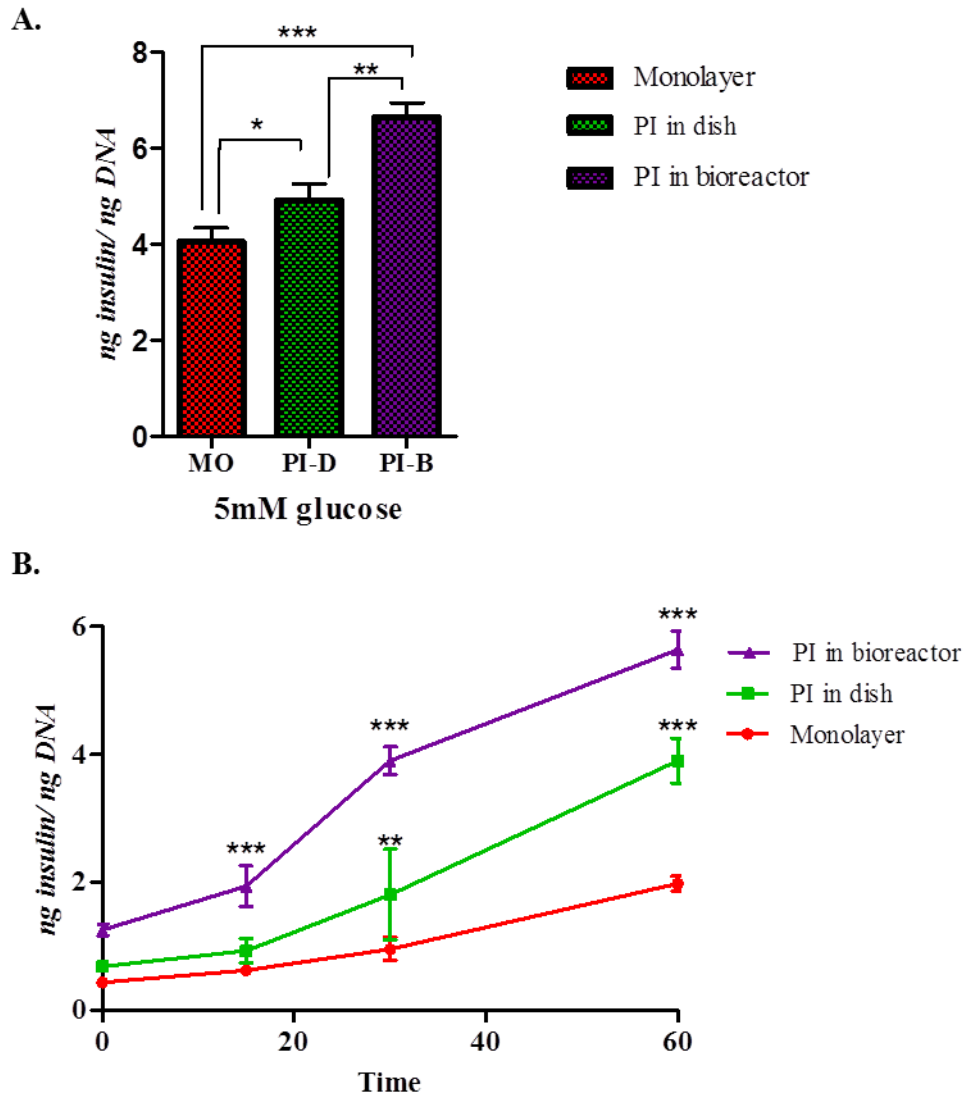 A.
ng insulin/ ng DNA
8
6
4
2
0
***
**
*
MO PI-D PI-B
5mM glucose
Monolayer
PI in dish
PI in bioreactor
B.
ng insulin/ ng DNA
6
4
2
0
***
***
***
***
**
0 20 40 60
Time
PI in bioreactor
PI in dish
Monolayer